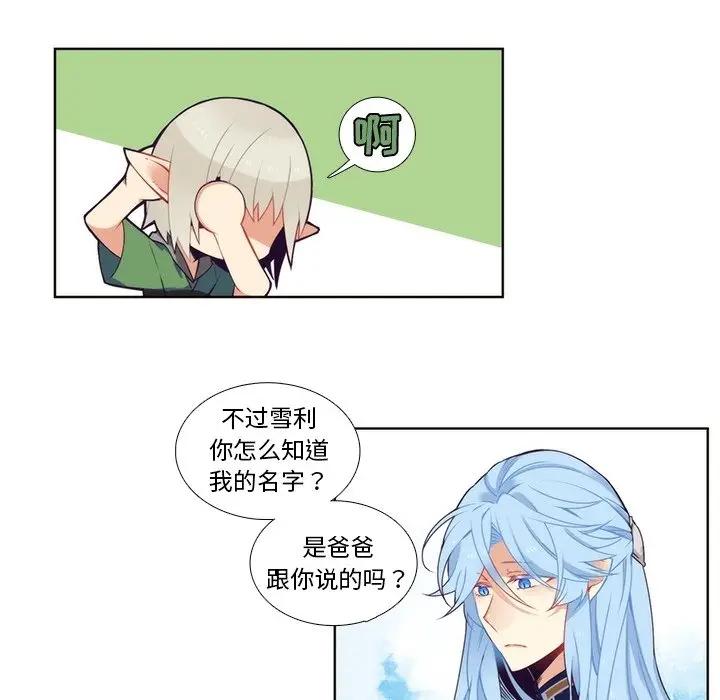 啊
不过雪利
你怎么知道
我的名字？
是爸爸
跟你说的吗？